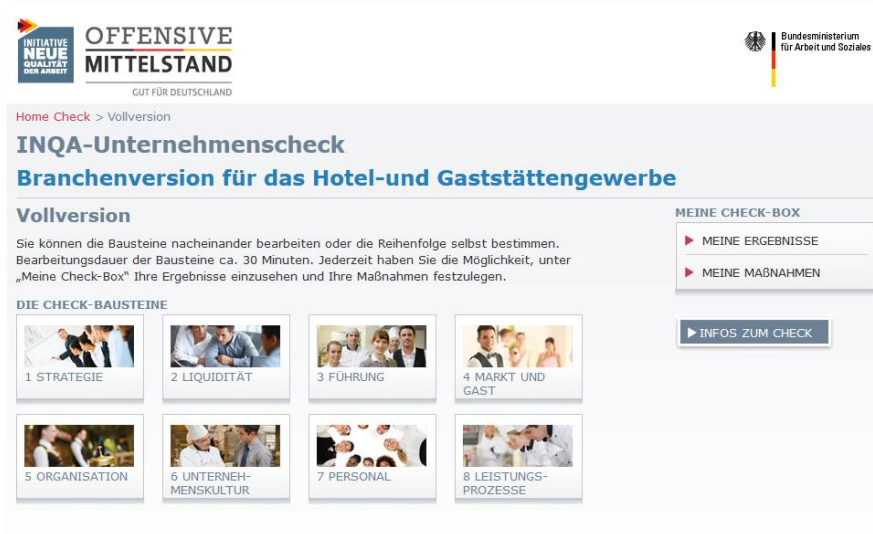 INITIATIVE
NEUE
QUALITÄT
DER ARBEIT
OFFENSIVE
MITTELSTAND
GUT FÜR DEUTSCHLAND
Bundesministerium
für Arbeit und Soziales
Home Check > Vollversion
INQA-Unternehmenscheck
Branchenversion für das Hotel-und Gaststättengewerbe
Vollversion
Sie können die Bausteine nacheinander bearbeiten oder die Reihenfolge selbst bestimmen.
Bearbeitungsdauer der Bausteine ca. 30 Minuten. Jederzeit haben Sie die Möglichkeit, unter
„Meine Check-Box" Ihre Ergebnisse einzusehen und Ihre Maßnahmen festzulegen.
MEINE CHECK-BOX
MEINE ERGEBNISSE
MEINE MAßNAHMEN
INFOS ZUM CHECK
DIE CHECK-BAUSTEINE
1 STRATEGIE
2 LIQUIDITÄT
3 FÜHRUNG
4 MARKT UND
GAST
5 ORGANISATION
6 UNTERNEH-
MENSKULTUR
7 PERSONAL
8 LEISTUNGS-
PROZESSE